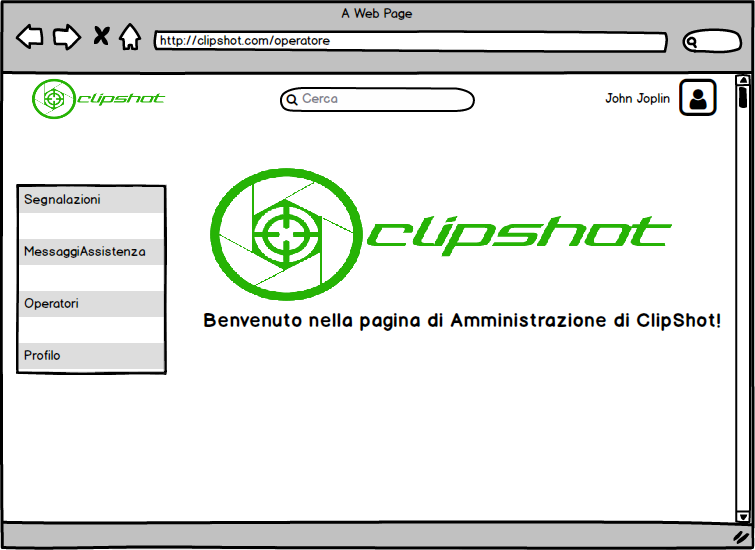 A Web Page
http://clipshot.com/operatore
clipshot
Cerca
John Joplin
Segnalazioni
MessaggiAssistenza
Operatori
Profilo
clipshot
Benvenuto nella pagina di Amministrazione di ClipShot!